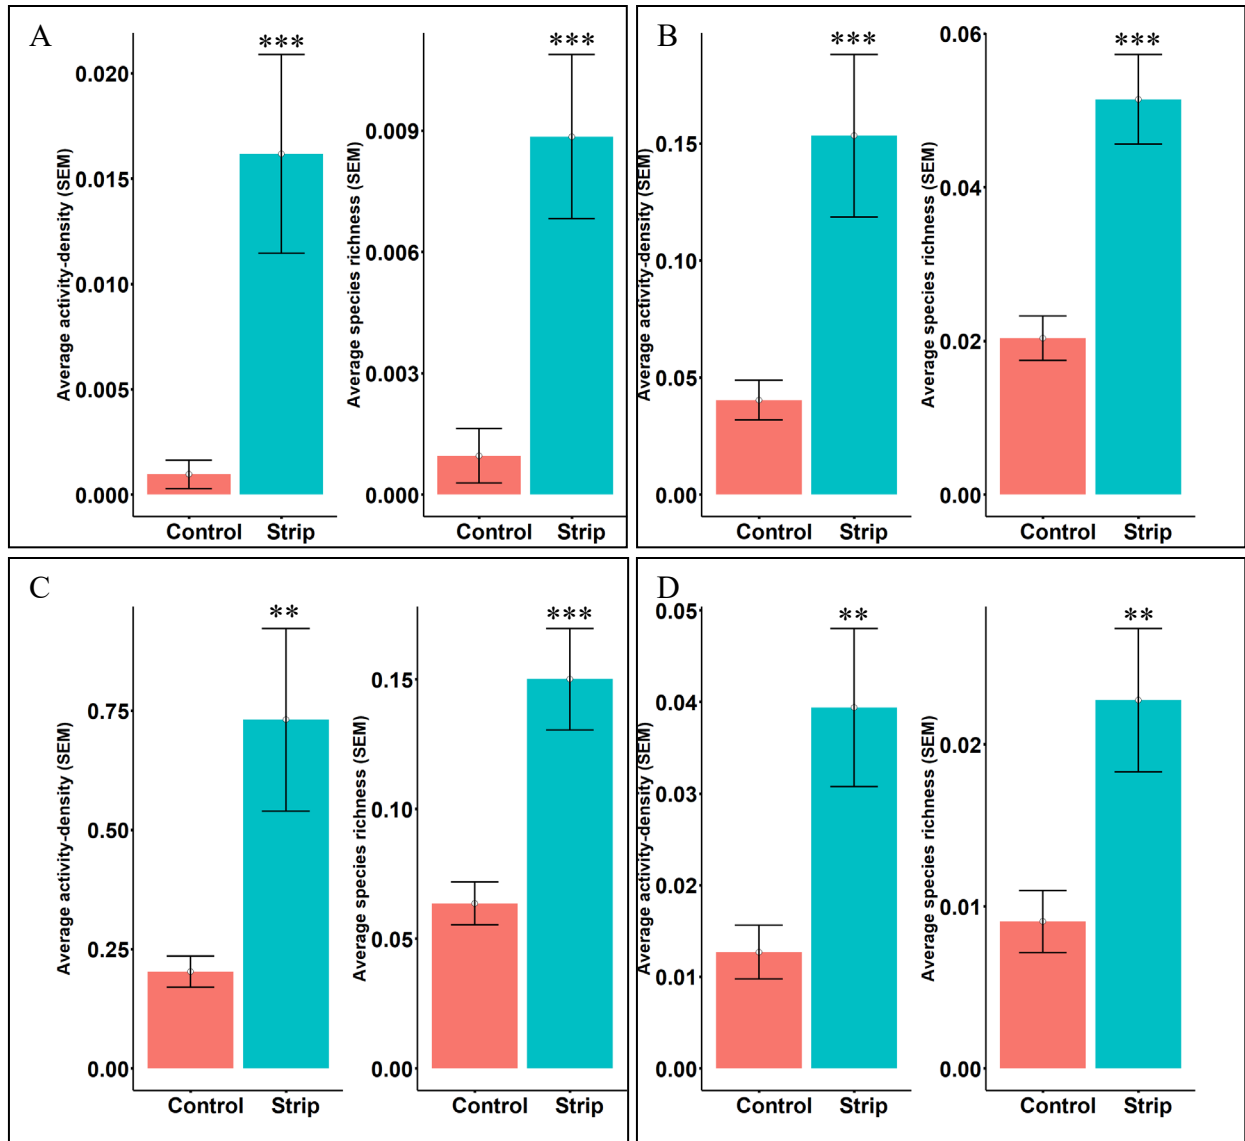 A
Average activity-density (SEM)
0.020
0.015
0.010
0.005
0.000
***
Control Strip
Average species richness (SEM)
0.009
0.006
0.003
0.000
***
Control Strip
B
Average activity-density (SEM)
0.15
0.10
0.05
0.00
***
Control Strip
Average species richness (SEM)
0.06
0.04
0.02
0.00
***
Control Strip
C
Average activity-density (SEM)
0.75
0.50
0.25
0.00
**
Control Strip
Average species richness (SEM)
0.15
0.10
0.05
0.00
***
Control Strip
D
Average activity-density (SEM)
0.05
0.04
0.03
0.02
0.01
0.00
**
Control Strip
Average species richness (SEM)
0.02
0.01
0.00
**
Control Strip